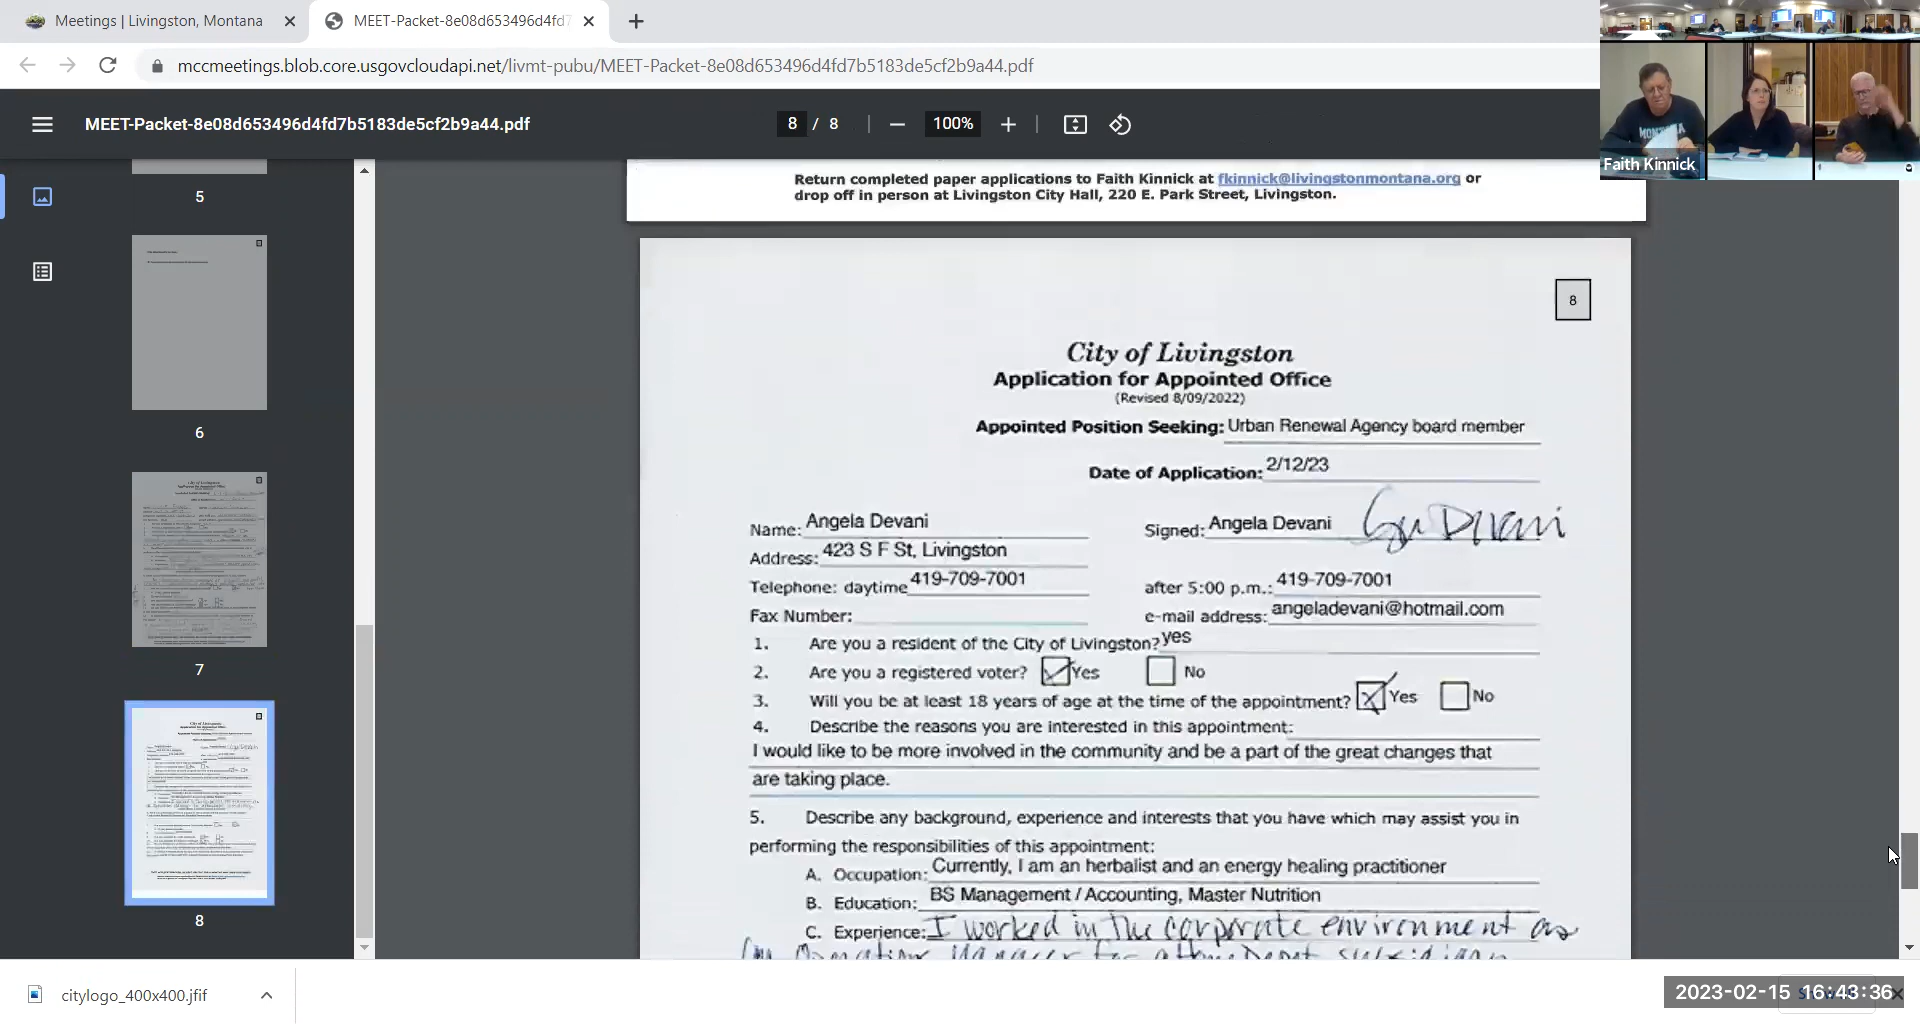 Meetings | Livingston, Montana
MEET-Packet-8e08d653496d4fd7
mccmeetings.blob.core.usgovcloudapi.net/livmt-pubu/MEET-Packet-8e08d653496d4fd7b5183de5cf2b9a44.pdf
MEET-Packet-8e08d653496d4fd7b5183de5cf2b9a44.pdf
8 / 8
100%
MONTANA
Faith Kinnick
5
6
7
8
Return completed paper applications to Faith Kinnick at fkinnick@livingstonmontana.org or
drop off in person at Livingston City Hall, 220 E. Park Street, Livingston.
8
City of Livingston
Application for Appointed Office
(Revised 8/09/2022)
Appointed Position Seeking: Urban Renewal Agency board member
Date of Application: 2/12/23
Name: Angela Devani
Signed: Angela Devani
Address: 423 S F St, Livingston
Telephone: daytime 419-709-7001
after 5:00 p.m.: 419-709-7001
Fax Number:
e-mail address: angeladevani@hotmail.com
1. Are you a resident of the City of Livingston? yes
2. Are you a registered voter? Yes No
3. Will you be at least 18 years of age at the time of the appointment? Yes No
4. Describe the reasons you are interested in this appointment:
I would like to be more involved in the community and be a part of the great changes that
are taking place.
5. Describe any background, experience and interests that you have which may assist you in
performing the responsibilities of this appointment:
A. Occupation: Currently, I am an herbalist and an energy healing practitioner
B. Education: BS Management / Accounting, Master Nutrition
C. Experience: I worked in the corporate environment as
citylogo_400x400.jfif
2023-02-15 16:43:36